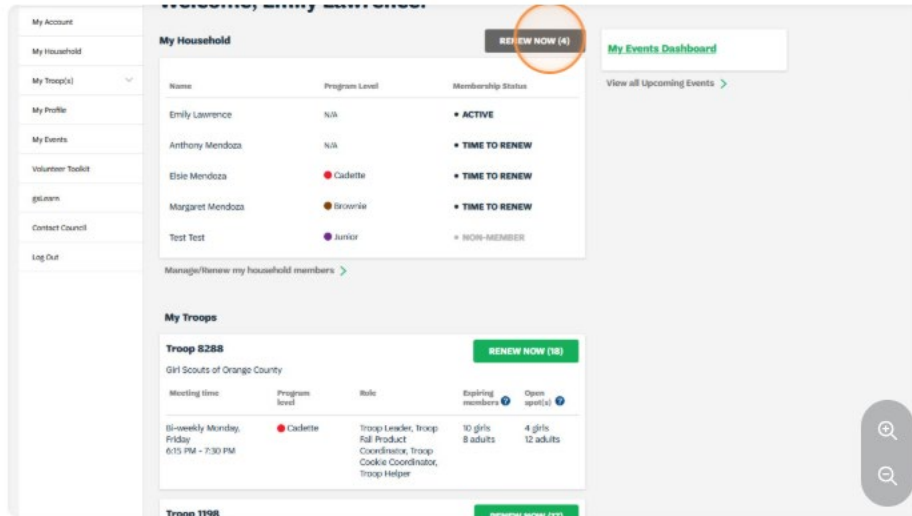 Welcome, Emily Lawrence!
My Account
My Household
My Troop(s)
My Profile
My Events
Volunteer Toolkit
gsLearn
Contact Council
Log Out
My Household
RENEW NOW (4)
Name Program Level Membership Status
Emily Lawrence N/A • ACTIVE
Anthony Mendoza N/A • TIME TO RENEW
Elsie Mendoza Cadette • TIME TO RENEW
Margaret Mendoza Brownie • TIME TO RENEW
Test Test Junior • NON-MEMBER
Manage/Renew my household members >
My Events Dashboard
View all Upcoming Events >
My Troops
Troop 8288 RENEW NOW (18)
Girl Scouts of Orange County
Meeting time Program level Role Expiring members ? Open spot(s) ?
Bi-weekly Monday, Cadette Troop Leader, Troop 10 girls 4 girls
Friday Fall Product 8 adults 12 adults
6:15 PM - 7:30 PM Coordinator, Troop
Cookie Coordinator,
Troop Helper
Troop 1198 RENEW NOW